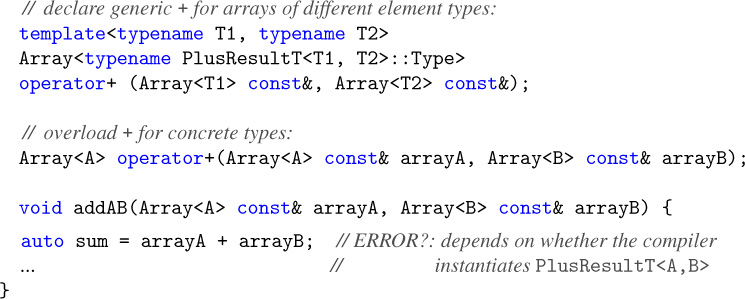 // declare generic + for arrays of different element types:
template<typename T1, typename T2>
Array<typename PlusResultT<T1, T2>::Type>
operator+ (Array<T1> const&, Array<T2> const&);
// overload + for concrete types:
Array<A> operator+(Array<A> const& arrayA, Array<B> const& arrayB);
void addAB(Array<A> const& arrayA, Array<B> const& arrayB) {
auto sum = arrayA + arrayB; // ERROR?: depends on whether the compiler
... // instantiates PlusResultT<A,B>
}